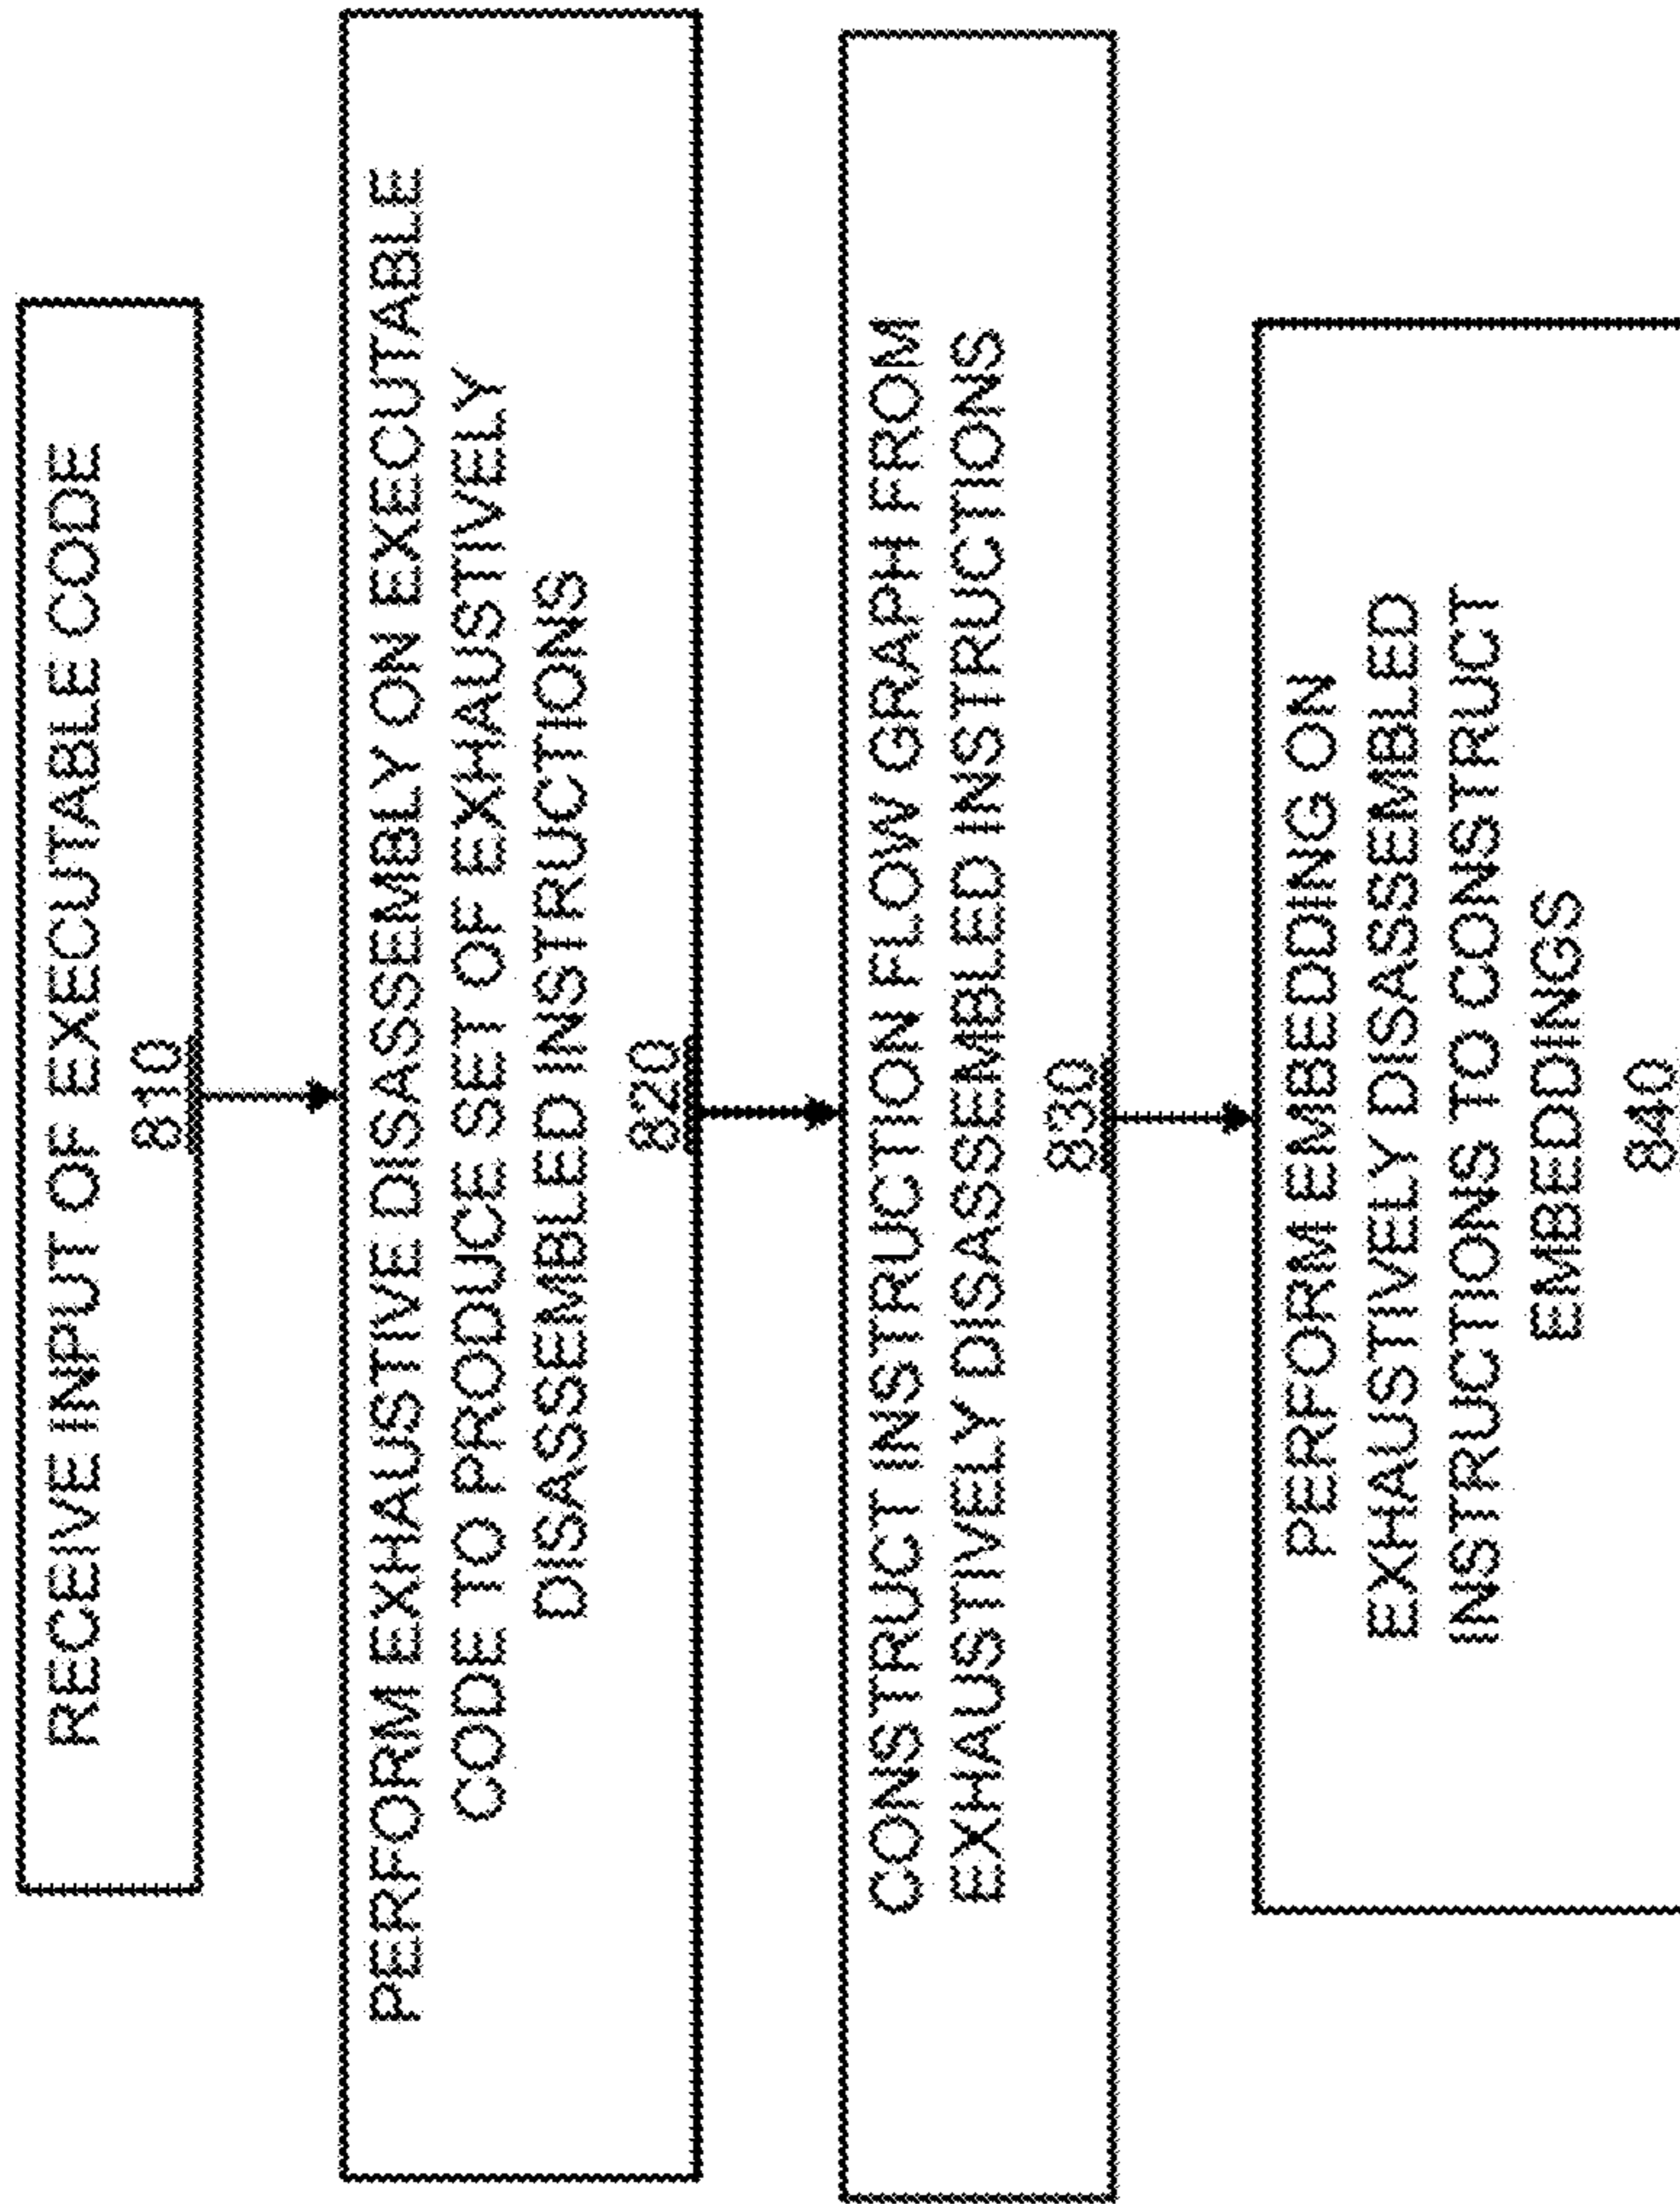 RECEIVE INPUT OF EXECUTABLE CODE
810
PERFORM EXHAUSTIVE DISASSEMBLY ON EXECUTABLE
CODE TO PRODUCE SET OF EXHAUSTIVELY
DISASSEMBLED INSTRUCTIONS
820
CONSTRUCT INSTRUCTION FLOW GRAPH FROM
EXHAUSTIVELY DISASSEMBLED INSTRUCTIONS
830
PERFORM EMBEDDING ON
EXHAUSTIVELY DISASSEMBLED
INSTRUCTIONS TO CONSTRUCT
EMBEDDINGS
840